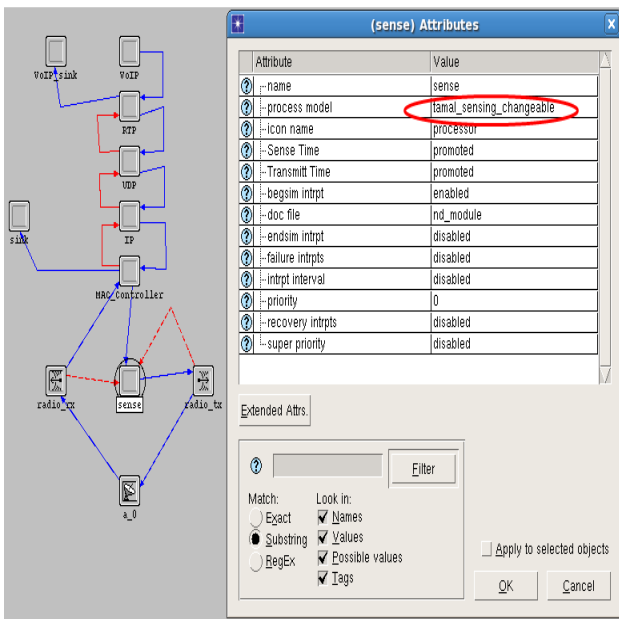 VoIP_sink
VoIP
RTP
UDP
sink
IP
MAC_Controller
radio_rx
sense
radio_tx
a_0
(sense) Attributes
Attribute Value
name sense
process model tamal_sensing_changeable
icon name processor
Sense Time promoted
Transmitt Time promoted
begsim intrpt enabled
doc file nd_module
endsim intrpt disabled
failure intrpts disabled
intrpt interval disabled
priority 0
recovery intrpts disabled
super priority disabled
Extended Attrs.
Filter
Match: Look in:
Exact Names
Substring Values
RegEx Possible values
Tags
Apply to selected objects
OK Cancel